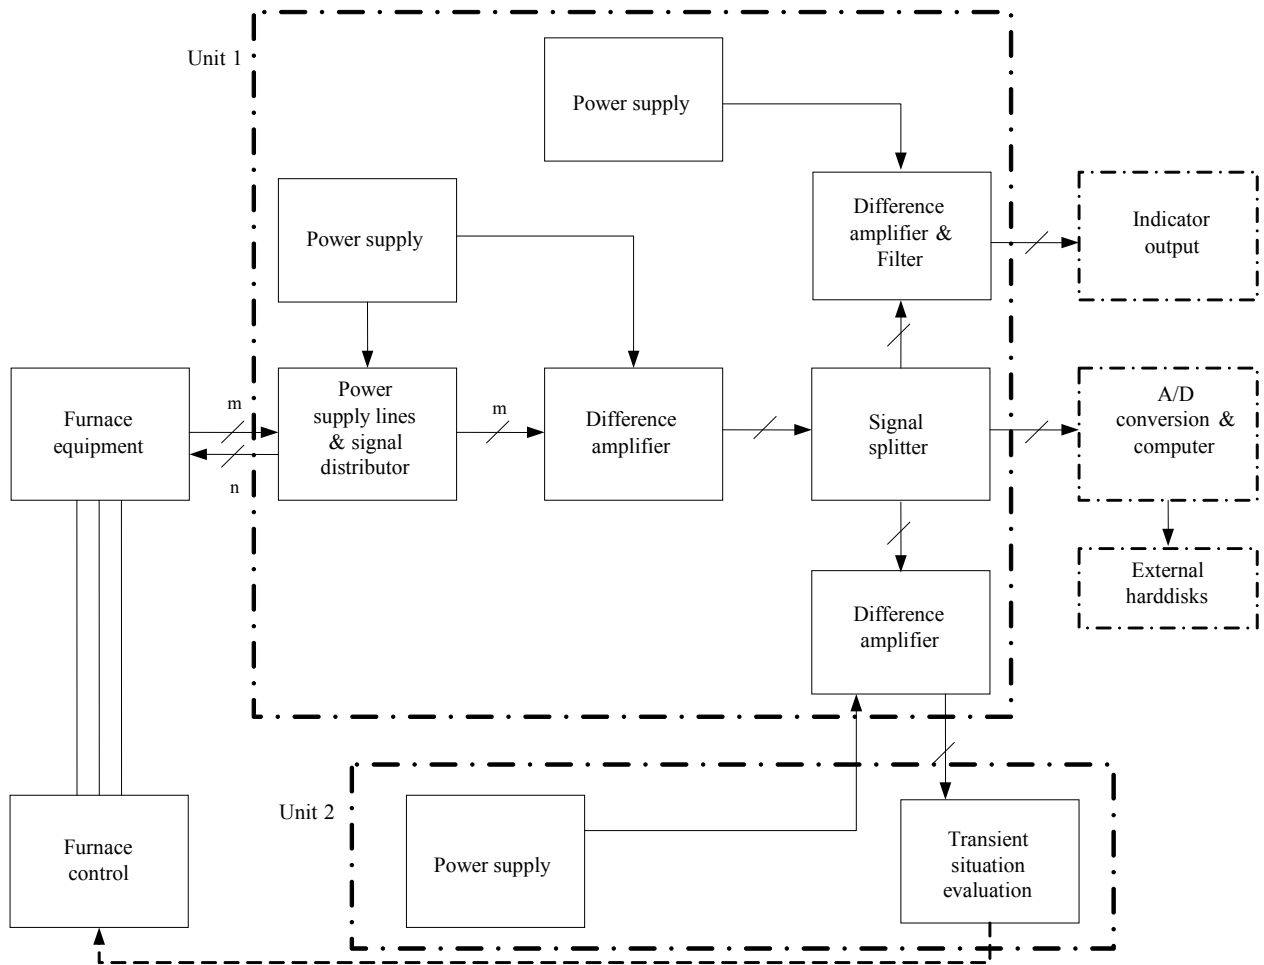 Unit 1
Power supply
Power supply
Difference
amplifier &
Filter
Indicator
output
Furnace
equipment
m
n
Power
supply lines
& signal
distributor
m
Difference
amplifier
Signal
splitter
A/D
conversion &
computer
External
harddisks
Difference
amplifier
Unit 2
Furnace
control
Power supply
Transient
situation
evaluation